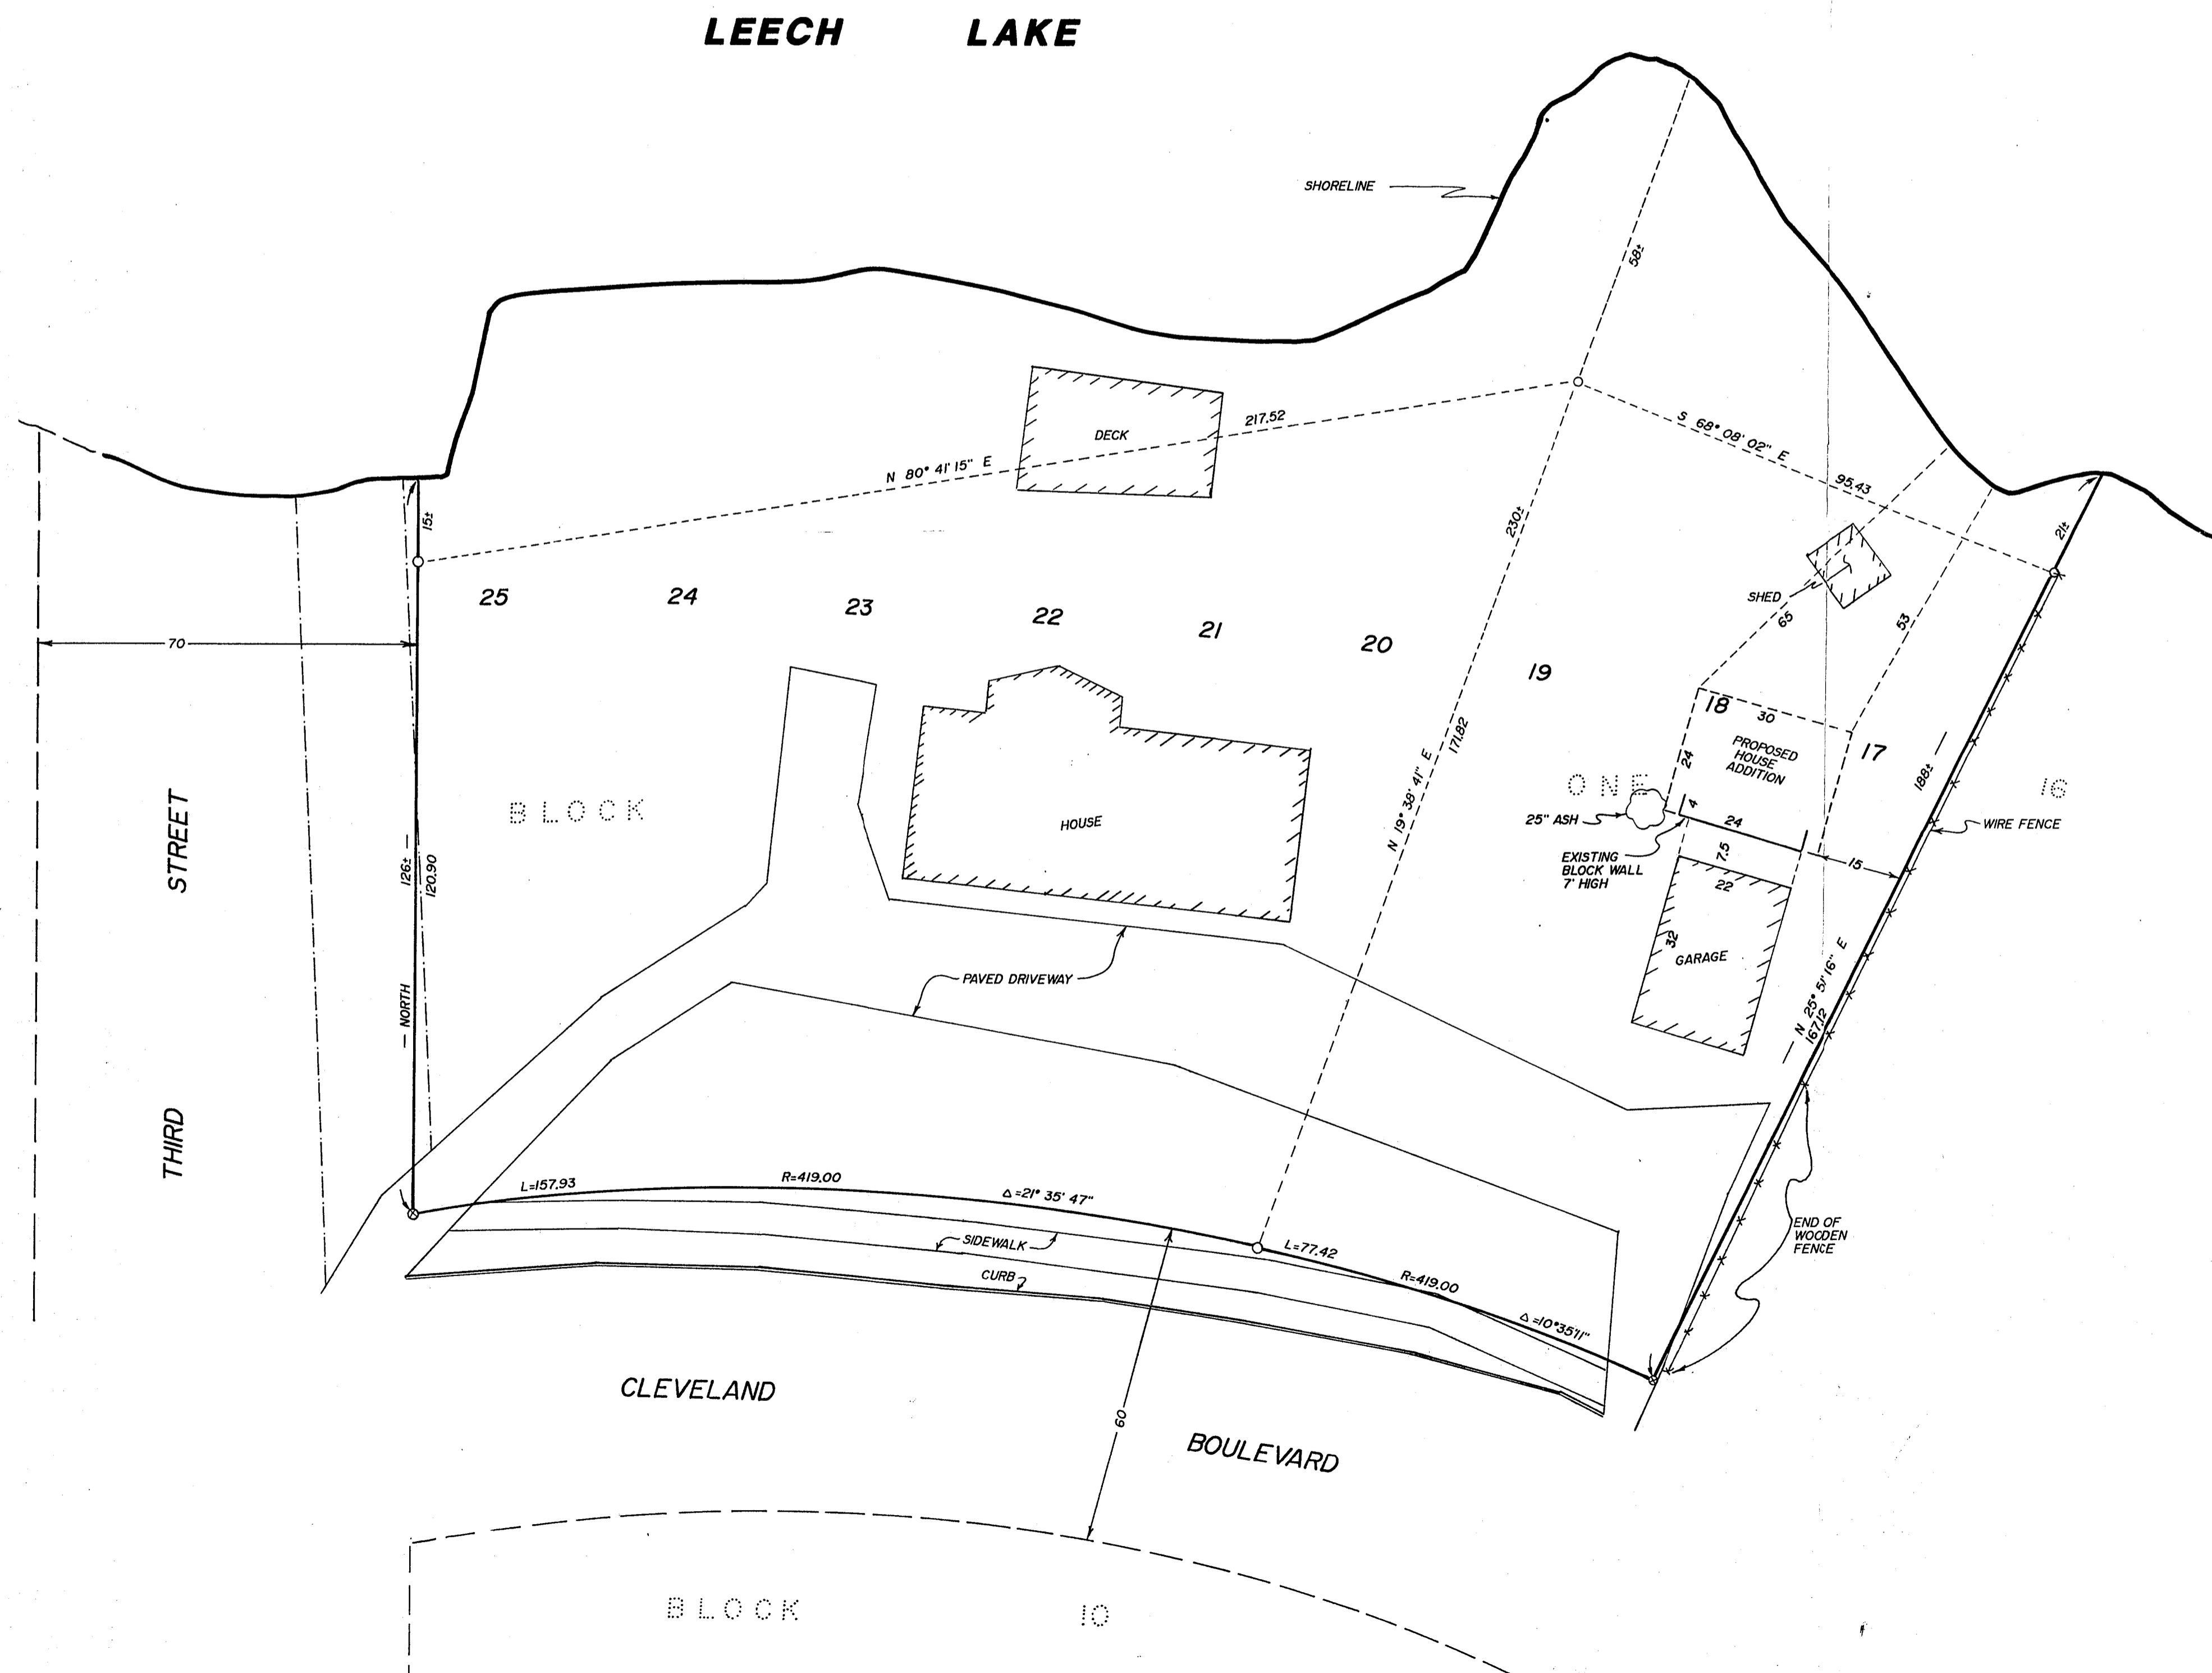 LEECH LAKE
SHORELINE
58±
DECK
217.52
N 80° 41' 15" E
S 68° 08' 02" E
95.43
15±
21±
230±
25
24
23
22
21
20
19
SHED
65
53
70
18
30
17
PROPOSED
HOUSE
ADDITION
24
4
24
188±
16
BLOCK
ONE
HOUSE
25" ASH
WIRE FENCE
EXISTING
BLOCK WALL
7' HIGH
7.5
22
15
32
GARAGE
N 19° 38' 41" E
171.82
N 25° 51' 16" E
167.12
126±
120.90
NORTH
THIRD STREET
PAVED DRIVEWAY
L=157.93
R=419.00
Δ=21° 35' 47"
SIDEWALK
CURB
L=77.42
R=419.00
Δ=10°35'11"
END OF
WOODEN
FENCE
60
CLEVELAND BOULEVARD
BLOCK 10